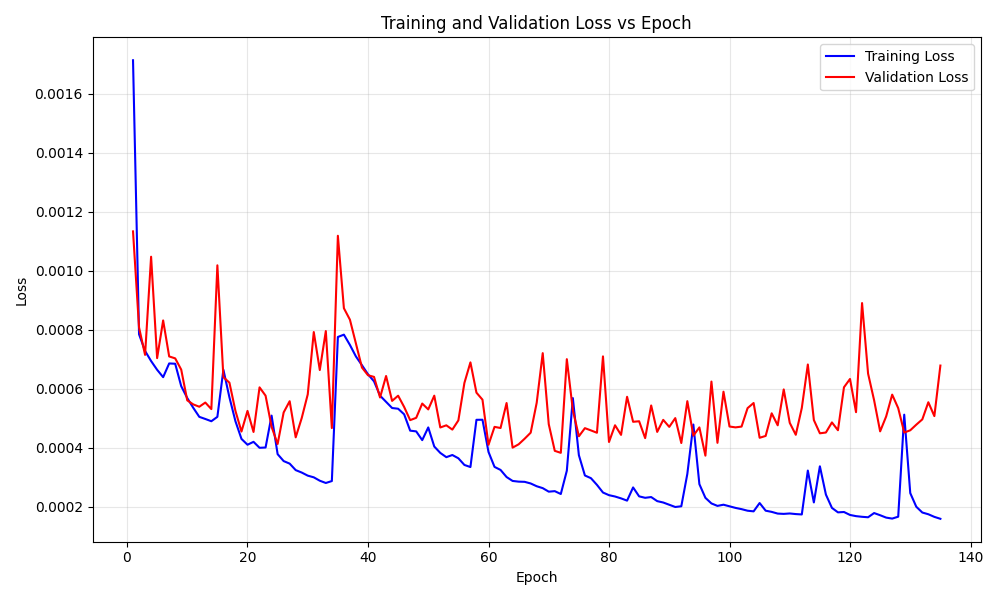 Training and Validation Loss vs Epoch
Training Loss
Validation Loss
0.0016
0.0014
0.0012
0.0010
0.0008
0.0006
0.0004
0.0002
Loss
0 20 40 60 80 100 120 140
Epoch